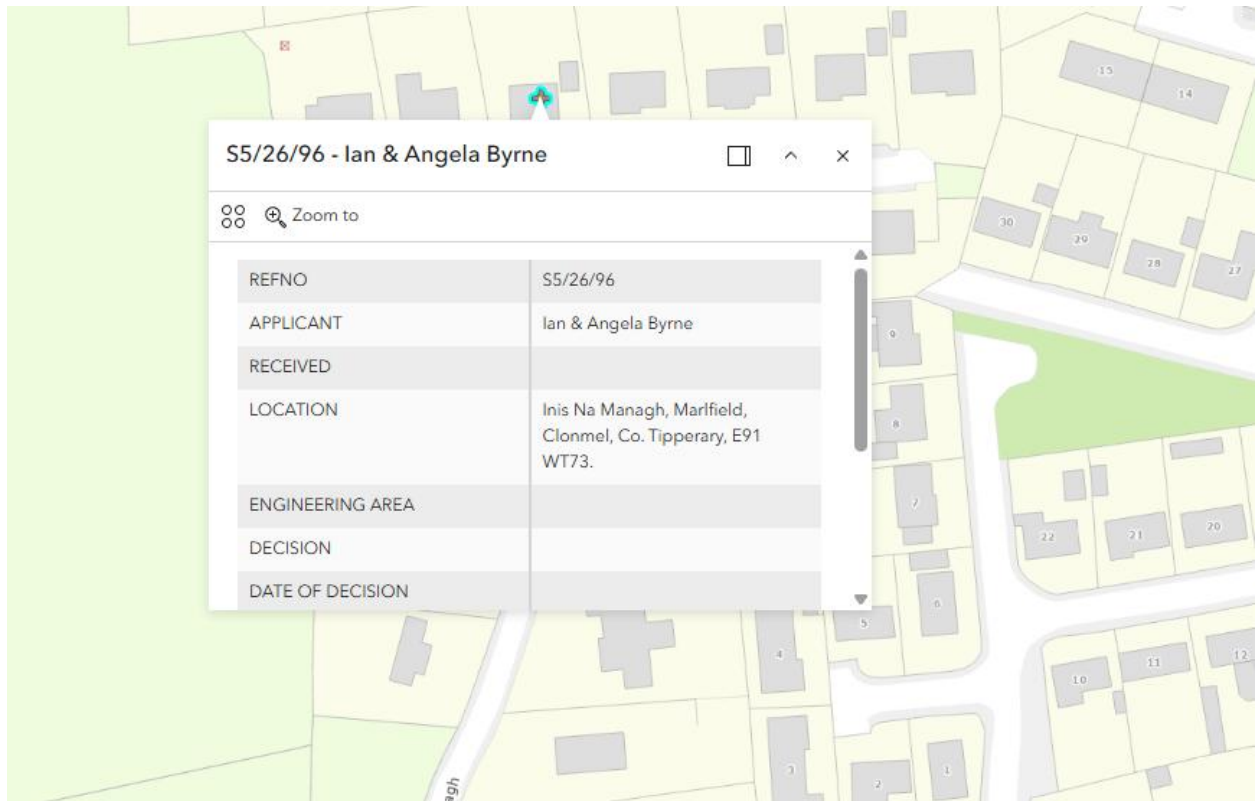 15
14
S5/26/96 - Ian & Angela Byrne
Zoom to
30
29
28
27
REFNO S5/26/96
APPLICANT Ian & Angela Byrne
RECEIVED
LOCATION Inis Na Managh, Marlfield,
Clonmel, Co. Tipperary, E91
WT73.
ENGINEERING AREA
DECISION
DATE OF DECISION
9
8
7
22
21
20
6
5
4
12
11
10
3
2
1
agh